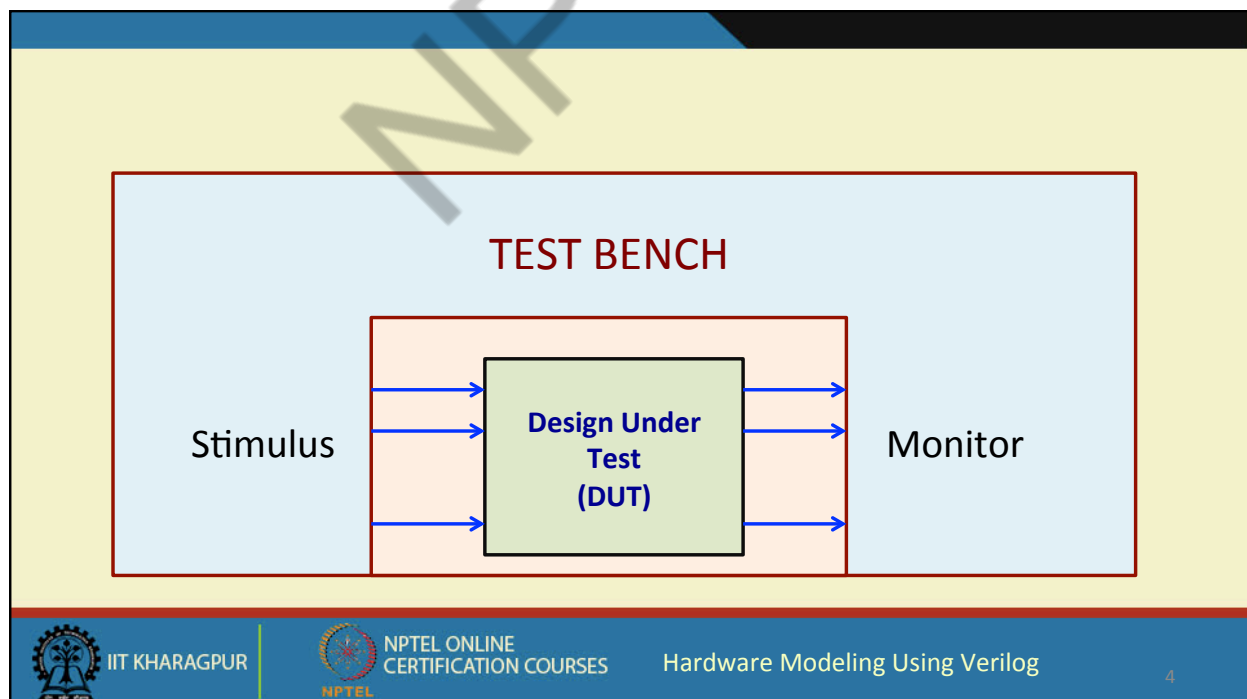 NP
TEST BENCH
Stimulus
Design Under
Test
(DUT)
Monitor
IIT KHARAGPUR
NPTEL
NPTEL ONLINE
CERTIFICATION COURSES
Hardware Modeling Using Verilog
4